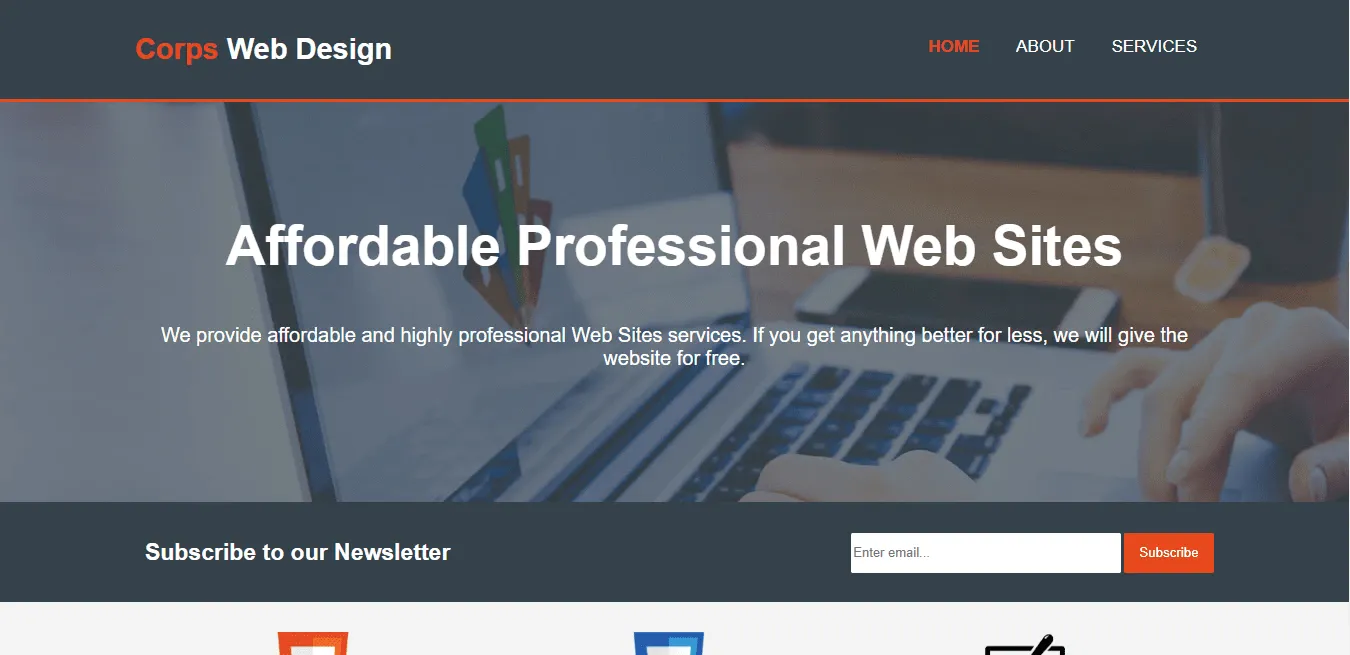 Corps Web Design
HOME ABOUT SERVICES
Affordable Professional Web Sites
We provide affordable and highly professional Web Sites services. If you get anything better for less, we will give the
website for free.
Subscribe to our Newsletter
Enter email...
Subscribe